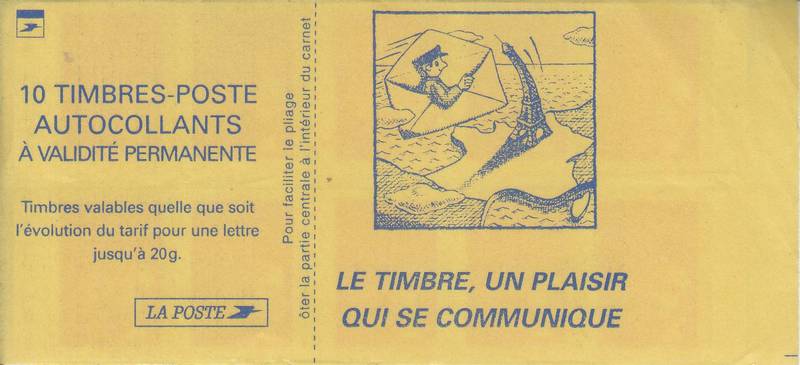 10 TIMBRES-POSTE
AUTOCOLLANTS
À VALIDITÉ PERMANENTE
Timbres valables quelle que soit
l'évolution du tarif pour une lettre
jusqu'à 20g.
LA POSTE
Pour faciliter le pliage
ôter la partie centrale à l'intérieur du carnet
LE TIMBRE, UN PLAISIR
QUI SE COMMUNIQUE